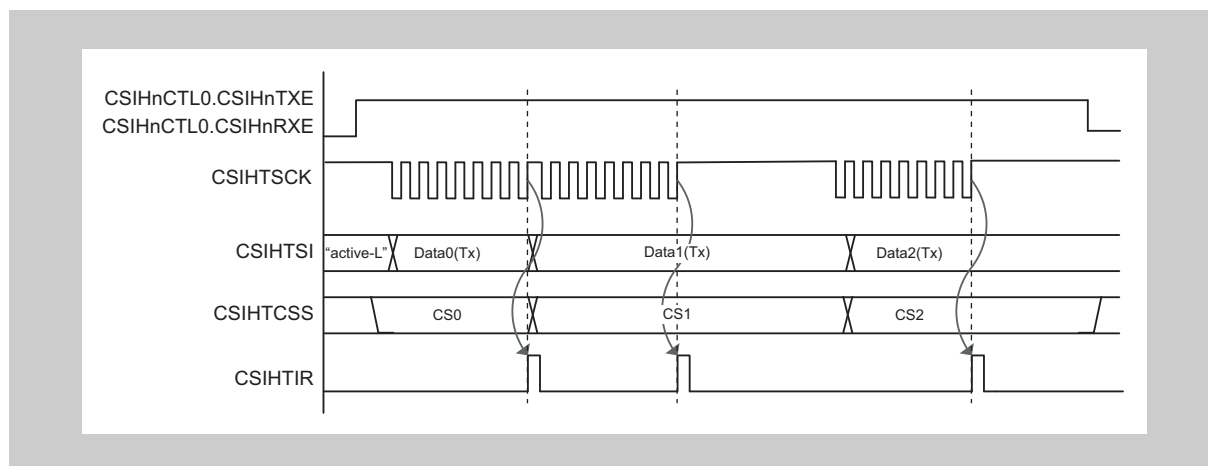 CSIHnCTL0.CSIHnTXE
CSIHnCTL0.CSIHnRXE
CSIHTSCK
CSIHTSI
"active-L"
Data0(Tx)
Data1(Tx)
Data2(Tx)
CSIHTCSS
CS0
CS1
CS2
CSIHTIR